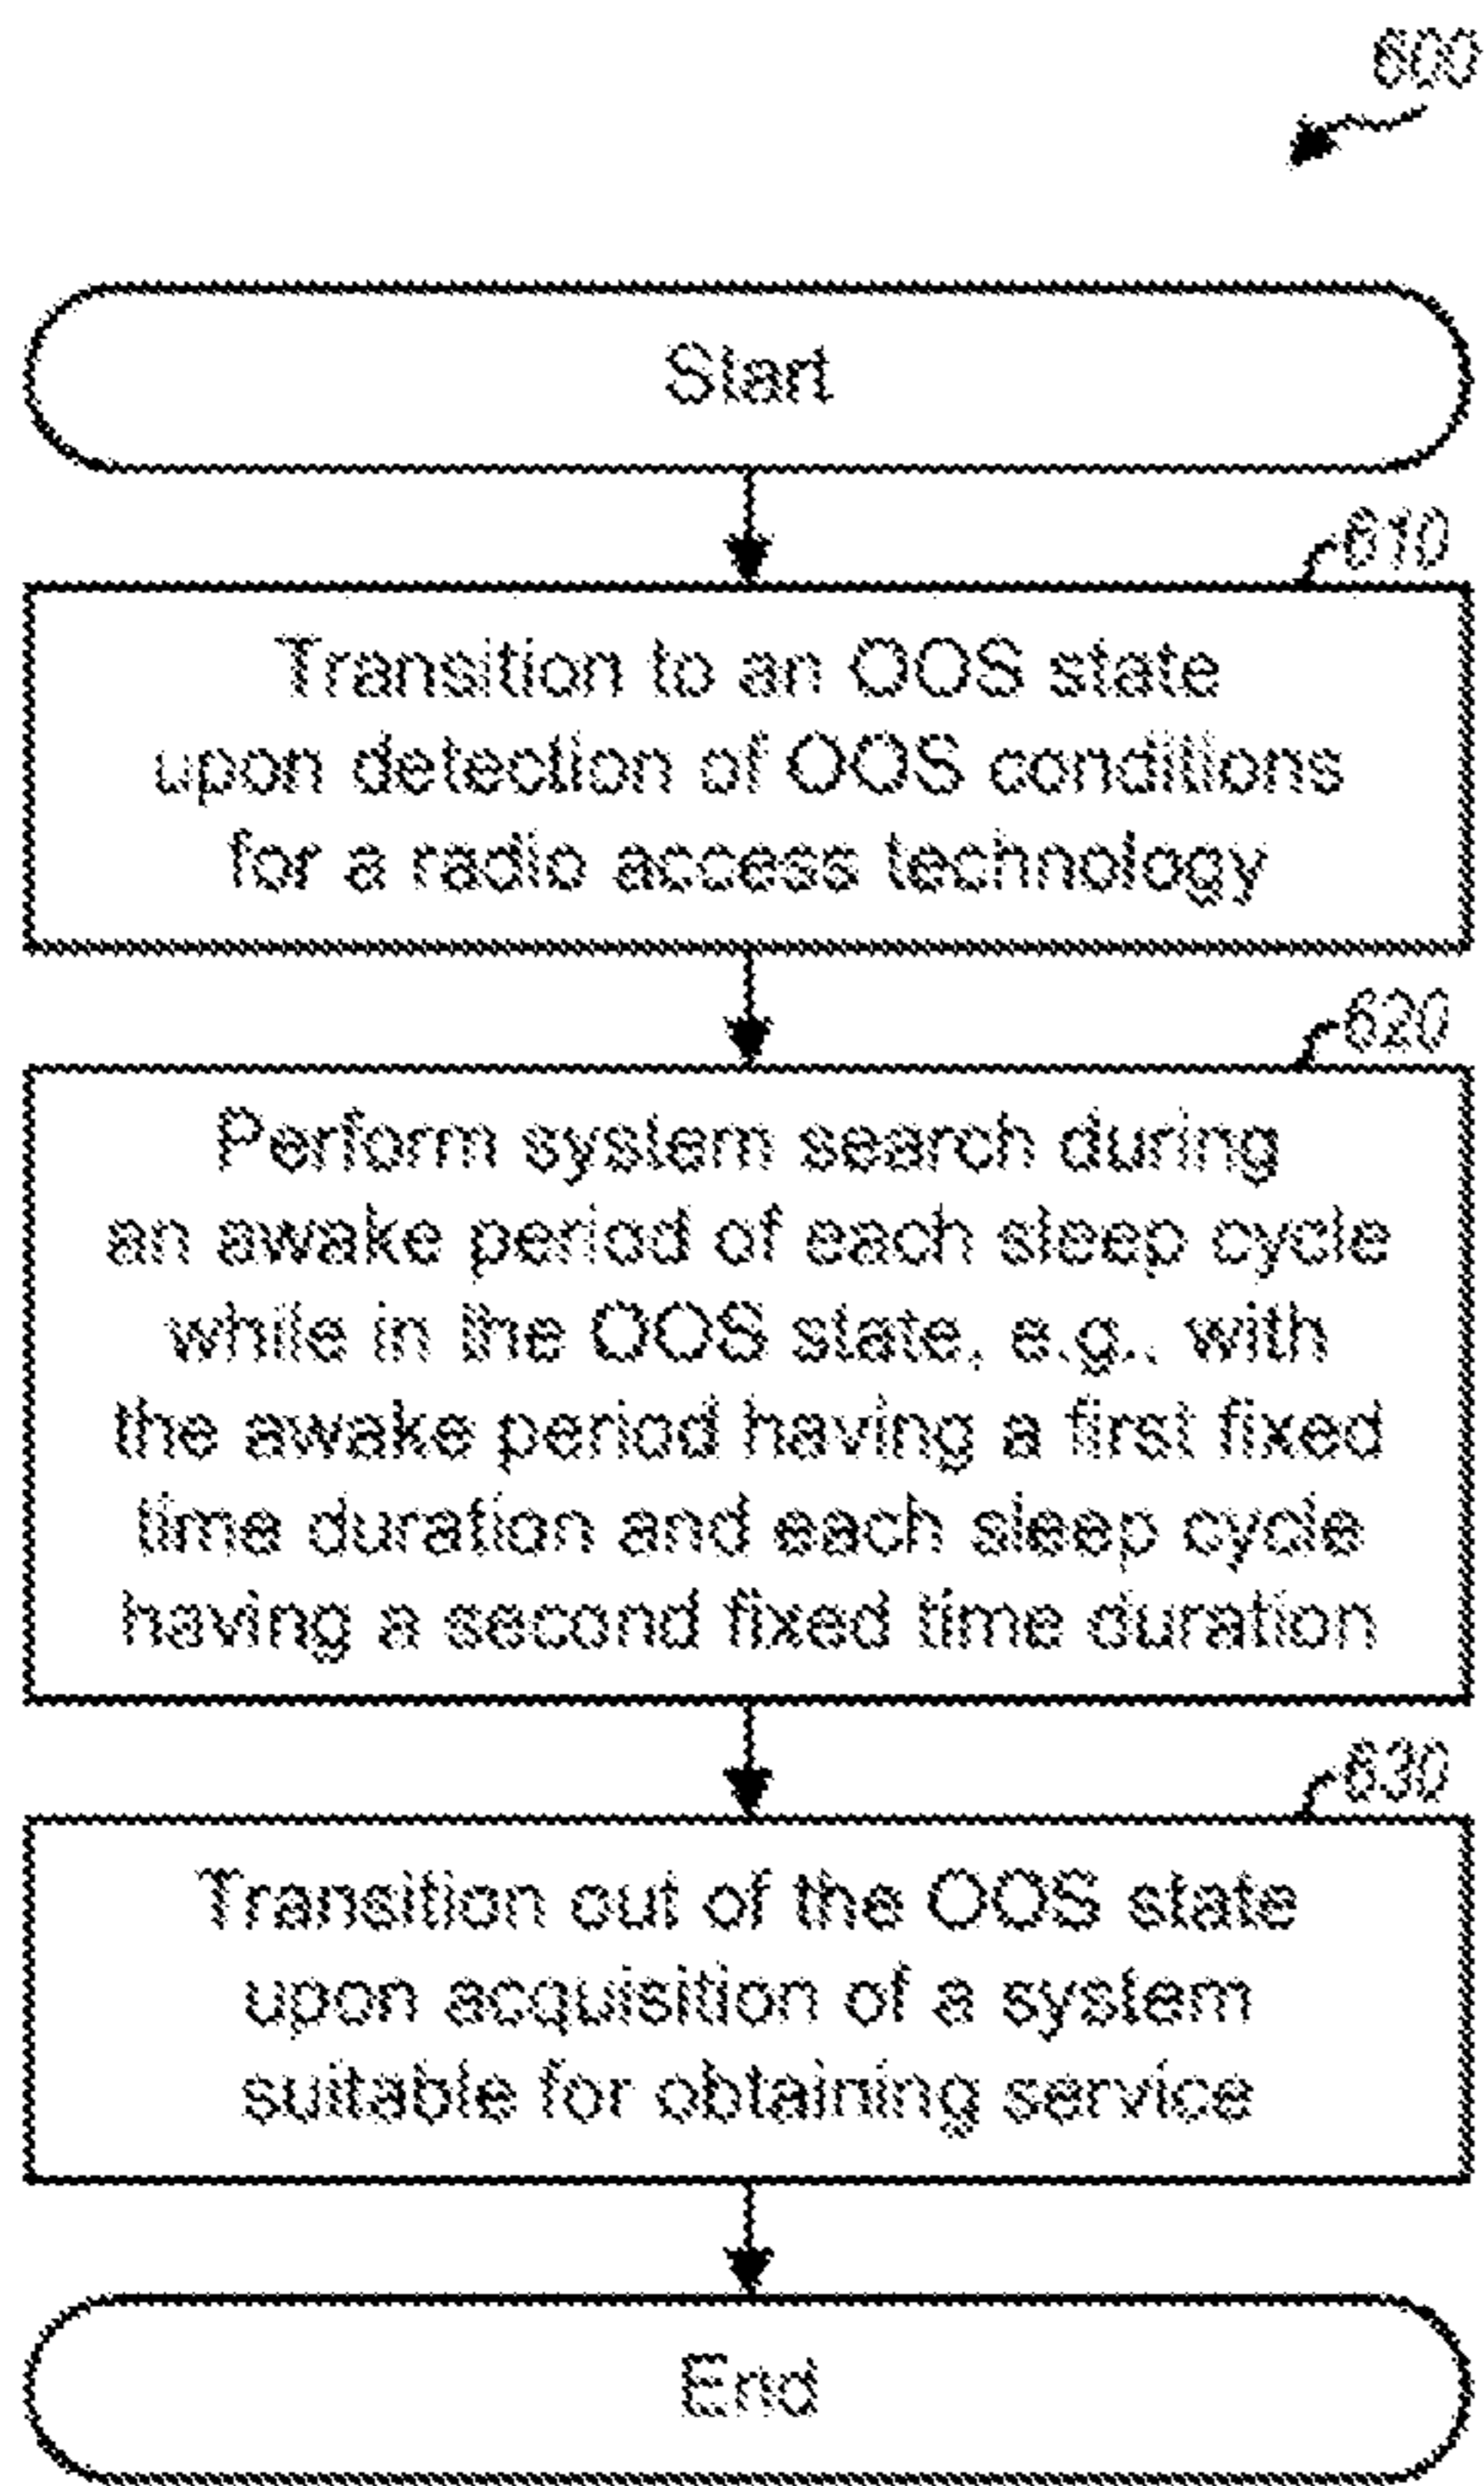 600
Start
610
Transition to an OOS state
upon detection of OOS conditions
for a radio access technology
620
Perform system search during
an awake period of each sleep cycle
while in the OOS state, e.g., with
the awake period having a first fixed
time duration and each sleep cycle
having a second fixed time duration
630
Transition out of the OOS state
upon acquisition of a system
suitable for obtaining service
End